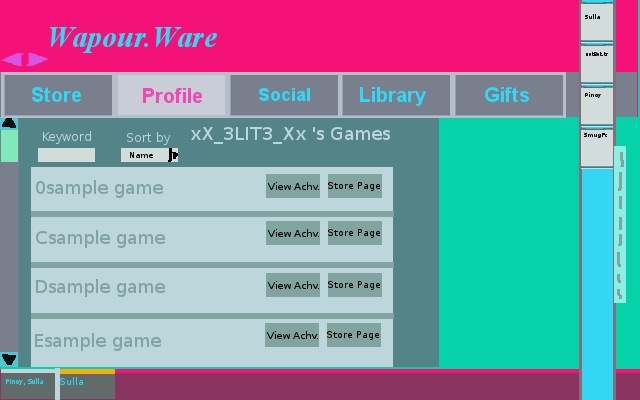 Wapour.Ware
Store
Profile
Social
Library
Gifts
Keyword
Sort by
Name
xX_3LIT3_Xx 's Games
0sample game
View Achv.
Store Page
Csample game
View Achv.
Store Page
Dsample game
View Achv.
Store Page
Esample game
View Achv.
Store Page
Sulla
Pinoy
Pinoy, Sulla
Sulla